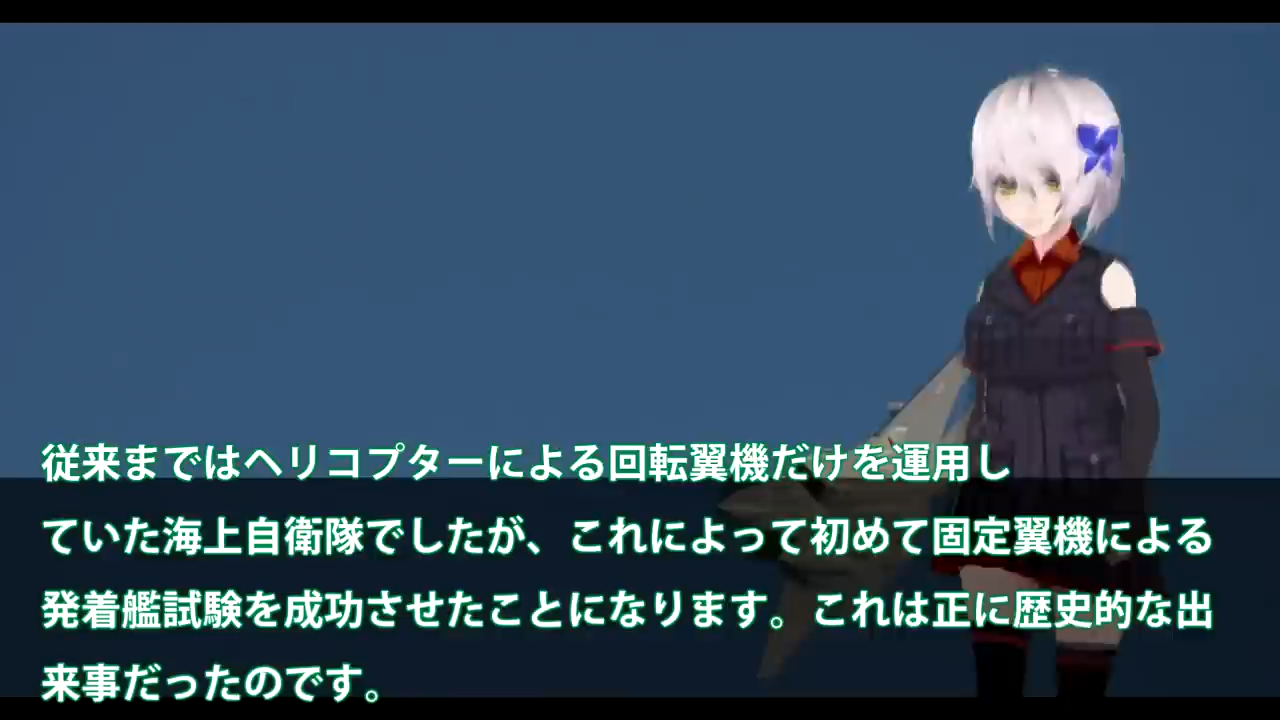 従来まではヘリコプターによる回転翼機だけを運用し
ていた海上自衛隊でしたが、これによって初めて固定翼機による
発着艦試験を成功させたことになります。これは正に歴史的な出
来事だったのです。